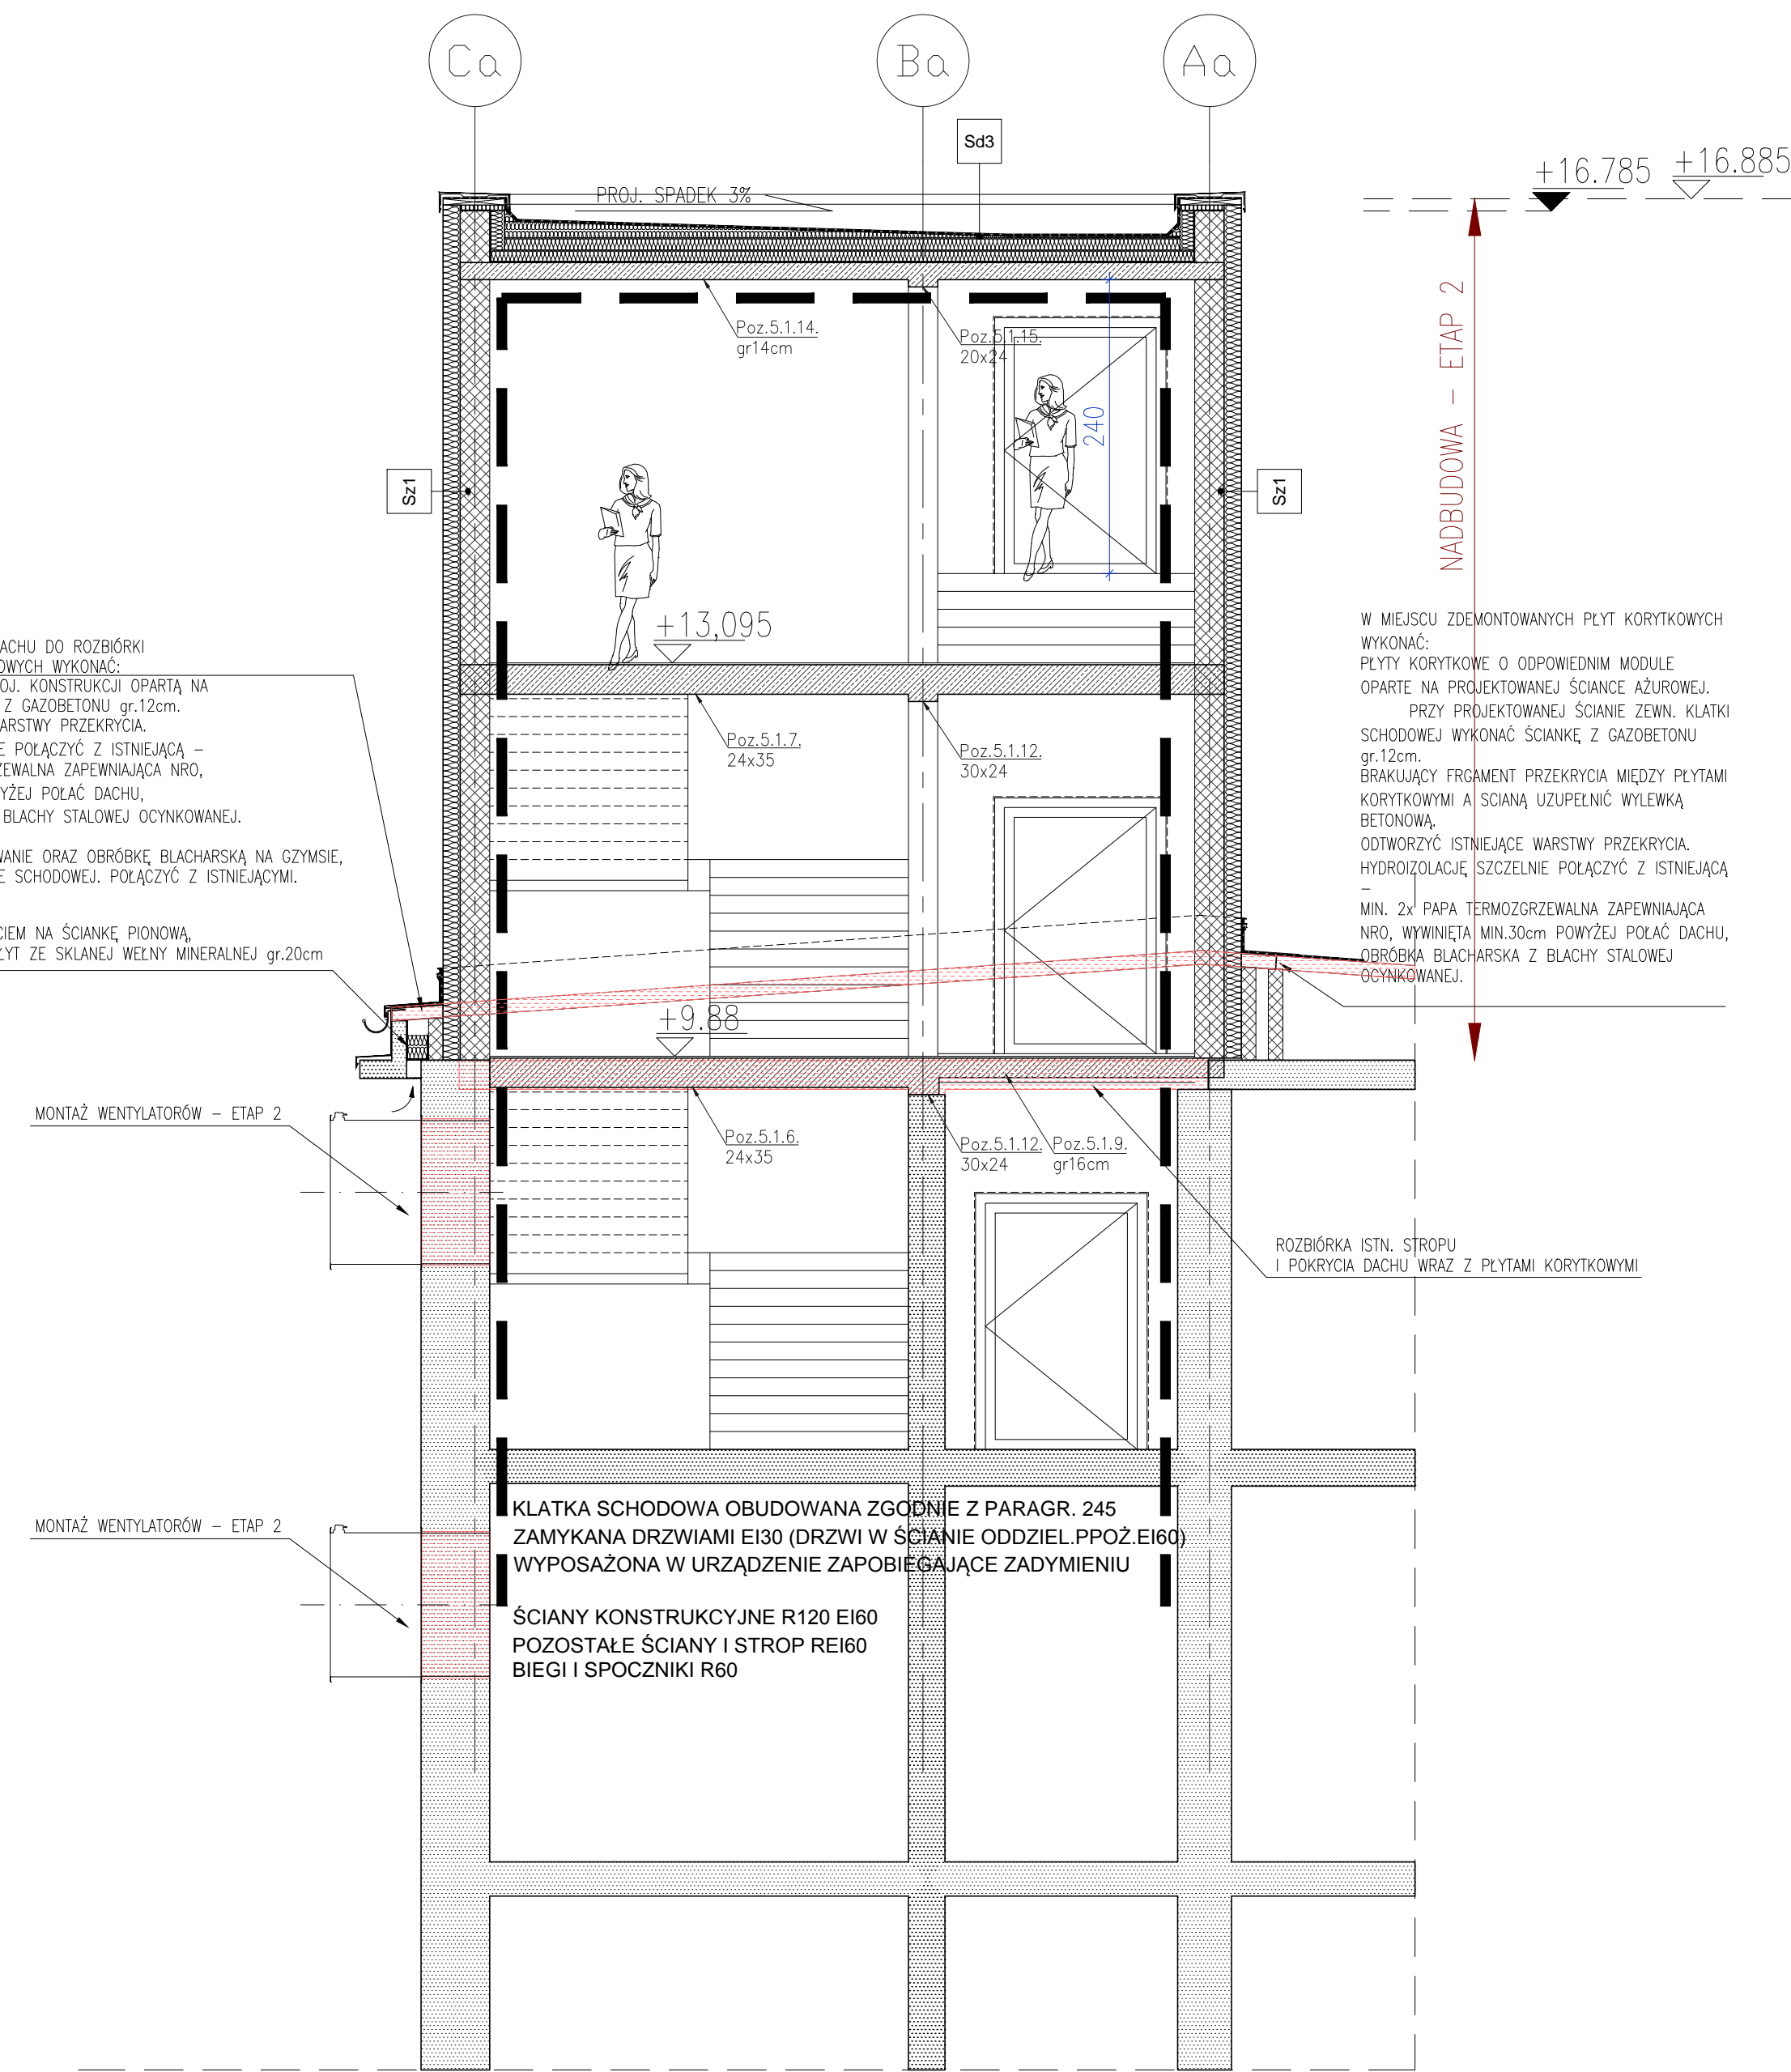 Ca
Ba
Aa
Sd3
+16.785
+16.885
PROJ. SPADEK 3%
NADBUDOWA – ETAP 2
Poz.5.1.14.
gr14cm
Poz.5.1.15.
20x24
240
Sz1
Sz1
+13,095
ACHU DO ROZBIÓRKI
OWYCH WYKONAĆ:
OJ. KONSTRUKCJI OPARTĄ NA
Z GAZOBETONU gr.12cm.
ARSTWY PRZEKRYCIA.
E POŁĄCZYĆ Z ISTNIEJĄCĄ –
ZEWALNA ZAPEWNIAJĄCA NRO,
YŻEJ POŁAĆ DACHU,
BLACHY STALOWEJ OCYNKOWANEJ.
WANIE ORAZ OBRÓBKĘ BLACHARSKĄ NA GZYMSIE,
E SCHODOWEJ. POŁĄCZYĆ Z ISTNIEJĄCYMI.
CIEM NA ŚCIANKĘ PIONOWĄ,
ŁYT ZE SKLANEJ WEŁNY MINERALNEJ gr.20cm
W MIEJSCU ZDEMONTOWANYCH PŁYT KORYTKOWYCH
WYKONAĆ:
PŁYTY KORYTKOWE O ODPOWIEDNIM MODULE
OPARTE NA PROJEKTOWANEJ ŚCIANCE AŻUROWEJ.
PRZY PROJEKTOWANEJ ŚCIANIE ZEWN. KLATKI
SCHODOWEJ WYKONAĆ ŚCIANKĘ Z GAZOBETONU
gr.12cm.
BRAKUJĄCY FRGAMENT PRZEKRYCIA MIĘDZY PŁYTAMI
KORYTKOWYMI A SCIANĄ UZUPEŁNIĆ WYLEWKĄ
BETONOWĄ.
ODTWORZYĆ ISTNIEJĄCE WARSTWY PRZEKRYCIA.
HYDROIZOLACJĘ SZCZELNIE POŁĄCZYĆ Z ISTNIEJĄCĄ
–
MIN. 2x PAPA TERMOZGRZEWALNA ZAPEWNIAJĄCA
NRO, WYWINIĘTA MIN.30cm POWYŻEJ POŁAĆ DACHU,
OBRÓBKA BLACHARSKA Z BLACHY STALOWEJ
OCYNKOWANEJ.
Poz.5.1.7.
24x35
Poz.5.1.12.
30x24
+9.88
MONTAŻ WENTYLATORÓW – ETAP 2
Poz.5.1.6.
24x35
Poz.5.1.12.
30x24
Poz.5.1.9.
gr16cm
ROZBIÓRKA ISTN. STROPU
I POKRYCIA DACHU WRAZ Z PŁYTAMI KORYTKOWYMI
MONTAŻ WENTYLATORÓW – ETAP 2
KLATKA SCHODOWA OBUDOWANA ZGODNIE Z PARAGR. 245
ZAMYKANA DRZWIAMI EI30 (DRZWI W ŚCIANIE ODDZIEL.PPOŻ.EI60)
WYPOSAŻONA W URZĄDZENIE ZAPOBIEGAJĄCE ZADYMIENIU
ŚCIANY KONSTRUKCYJNE R120 EI60
POZOSTAŁE ŚCIANY I STROP REI60
BIEGI I SPOCZNIKI R60